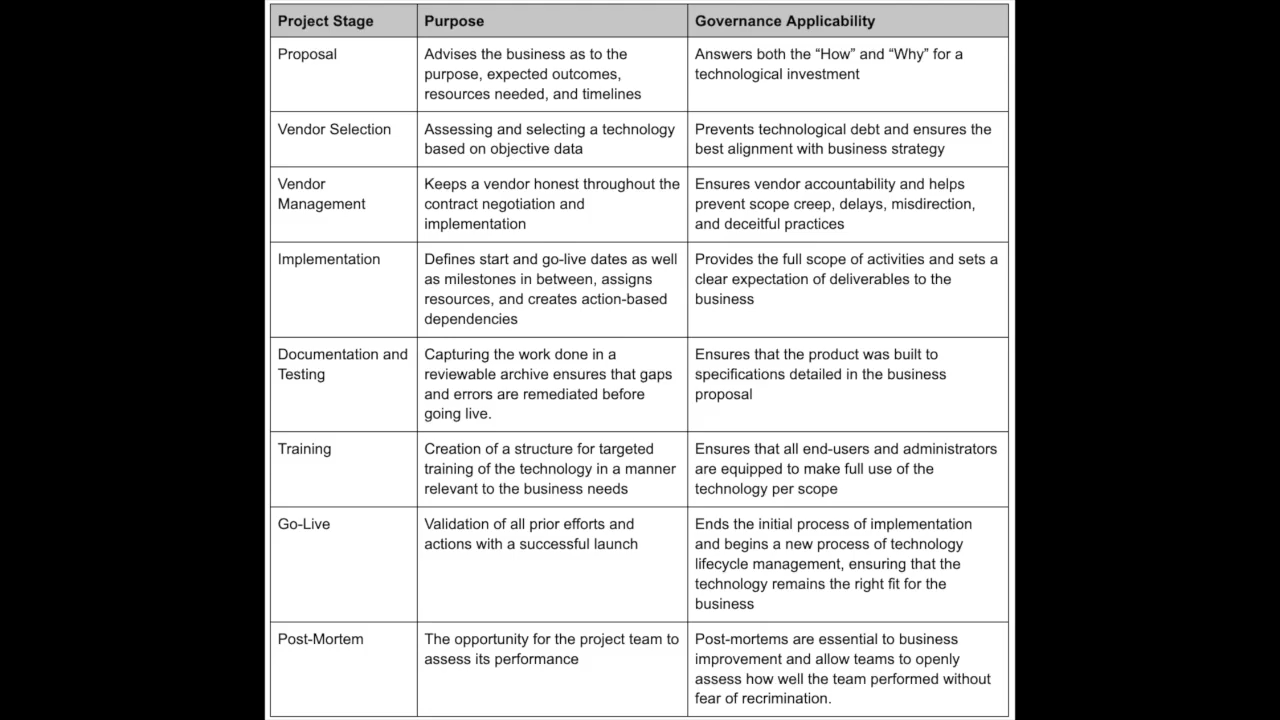 Project Stage
Purpose
Governance Applicability
Proposal
Advises the business as to the
purpose, expected outcomes,
resources needed, and timelines
Answers both the “How” and “Why” for a
technological investment
Vendor Selection
Assessing and selecting a technology
based on objective data
Prevents technological debt and ensures the
best alignment with business strategy
Vendor
Management
Keeps a vendor honest throughout the
contract negotiation and
implementation
Ensures vendor accountability and helps
prevent scope creep, delays, misdirection,
and deceitful practices
Implementation
Defines start and go-live dates as well
as milestones in between, assigns
resources, and creates action-based
dependencies
Provides the full scope of activities and sets a
clear expectation of deliverables to the
business
Documentation and
Testing
Capturing the work done in a
reviewable archive ensures that gaps
and errors are remediated before
going live.
Ensures that the product was built to
specifications detailed in the business
proposal
Training
Creation of a structure for targeted
training of the technology in a manner
relevant to the business needs
Ensures that all end-users and administrators
are equipped to make full use of the
technology per scope
Go-Live
Validation of all prior efforts and
actions with a successful launch
Ends the initial process of implementation
and begins a new process of technology
lifecycle management, ensuring that the
technology remains the right fit for the
business
Post-Mortem
The opportunity for the project team to
assess its performance
Post-mortems are essential to business
improvement and allow teams to openly
assess how well the team performed without
fear of recrimination.